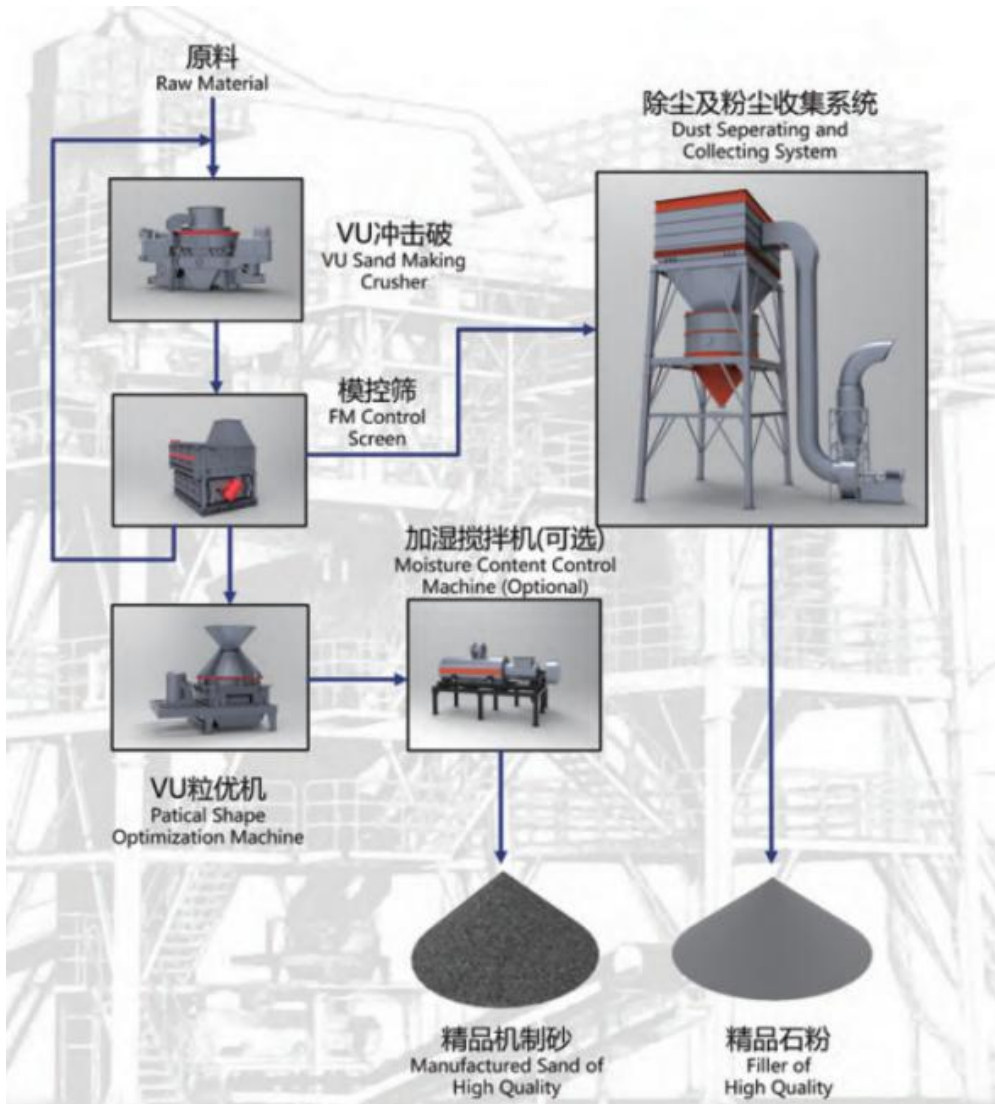 原料
Raw Material
除尘及粉尘收集系统
Dust Seperating and
Collecting System
VU冲击破
VU Sand Making
Crusher
模控筛
FM Control
Screen
加湿搅拌机(可选)
Moisture Content Control
Machine (Optional)
VU粒优机
Patical Shape
Optimization Machine
精品机制砂
Manufactured Sand of
High Quality
精品石粉
Filler of
High Quality